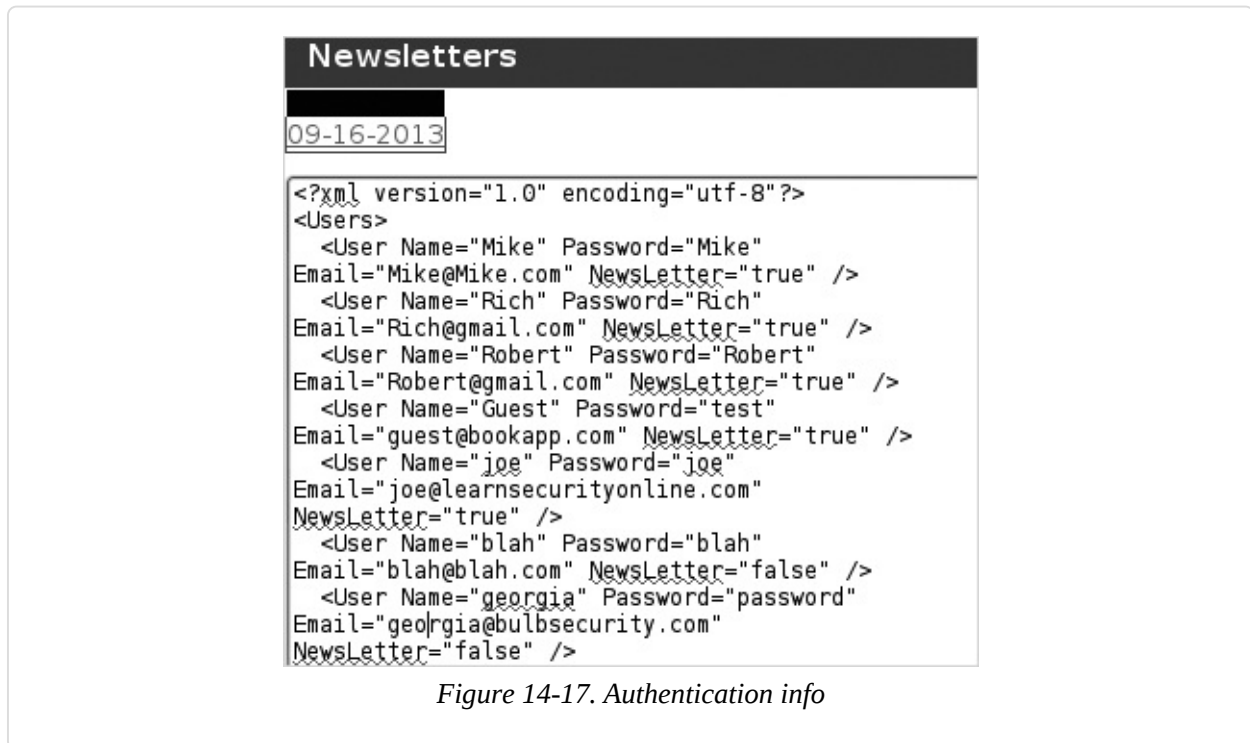 Newsletters
09-16-2013
<?xml version="1.0" encoding="utf-8"?>
<Users>
  <User Name="Mike" Password="Mike"
Email="Mike@Mike.com" NewsLetter="true" />
  <User Name="Rich" Password="Rich"
Email="Rich@gmail.com" NewsLetter="true" />
  <User Name="Robert" Password="Robert"
Email="Robert@gmail.com" NewsLetter="true" />
  <User Name="Guest" Password="test"
Email="guest@bookapp.com" NewsLetter="true" />
  <User Name="joe" Password="joe"
Email="joe@learnsecurityonline.com"
NewsLetter="true" />
  <User Name="blah" Password="blah"
Email="blah@blah.com" NewsLetter="false" />
  <User Name="georgia" Password="password"
Email="georgia@bulbsecurity.com"
NewsLetter="false" />
Figure 14-17. Authentication info